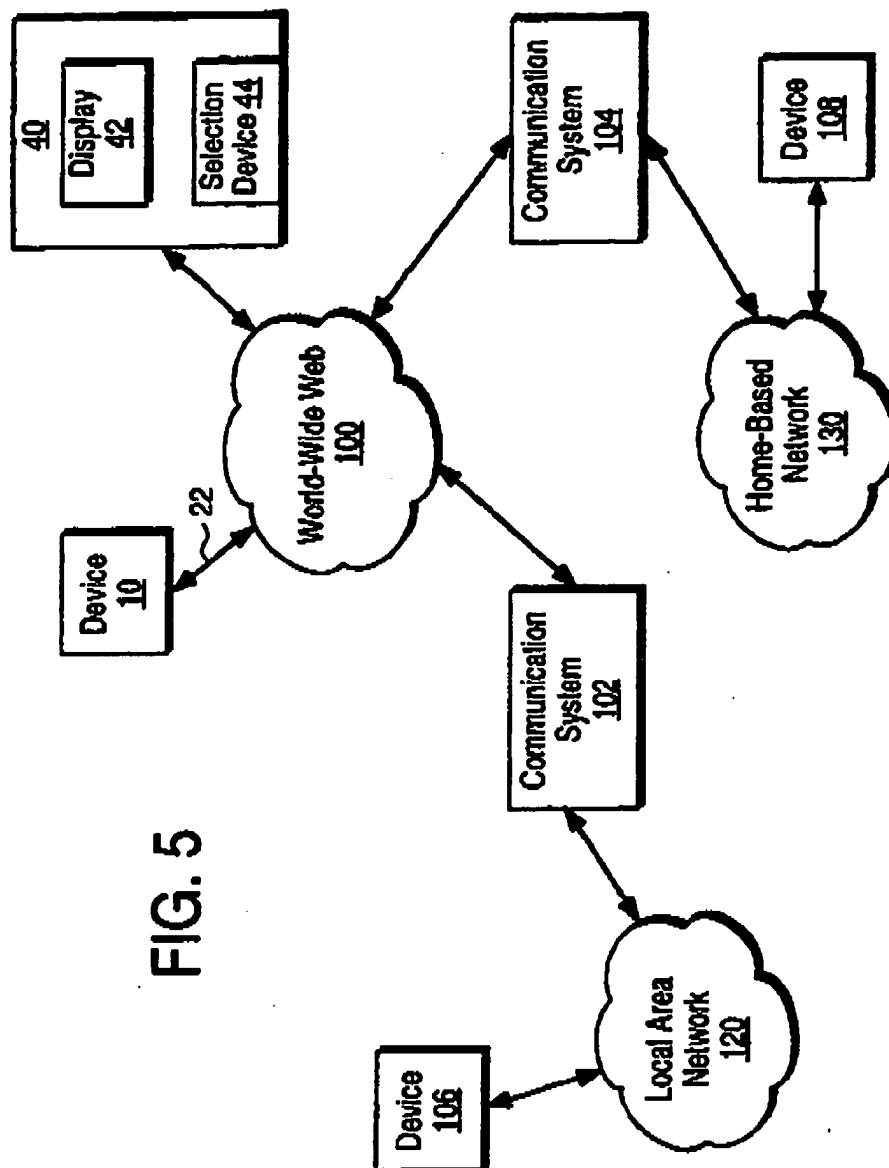 FIG. 5
Device
10
22
World-Wide Web
100
40
Display
42
Selection
Device 44
Communication
System
102
Communication
System
104
Device
106
Local Area
Network
120
Home-Based
Network
130
Device
108